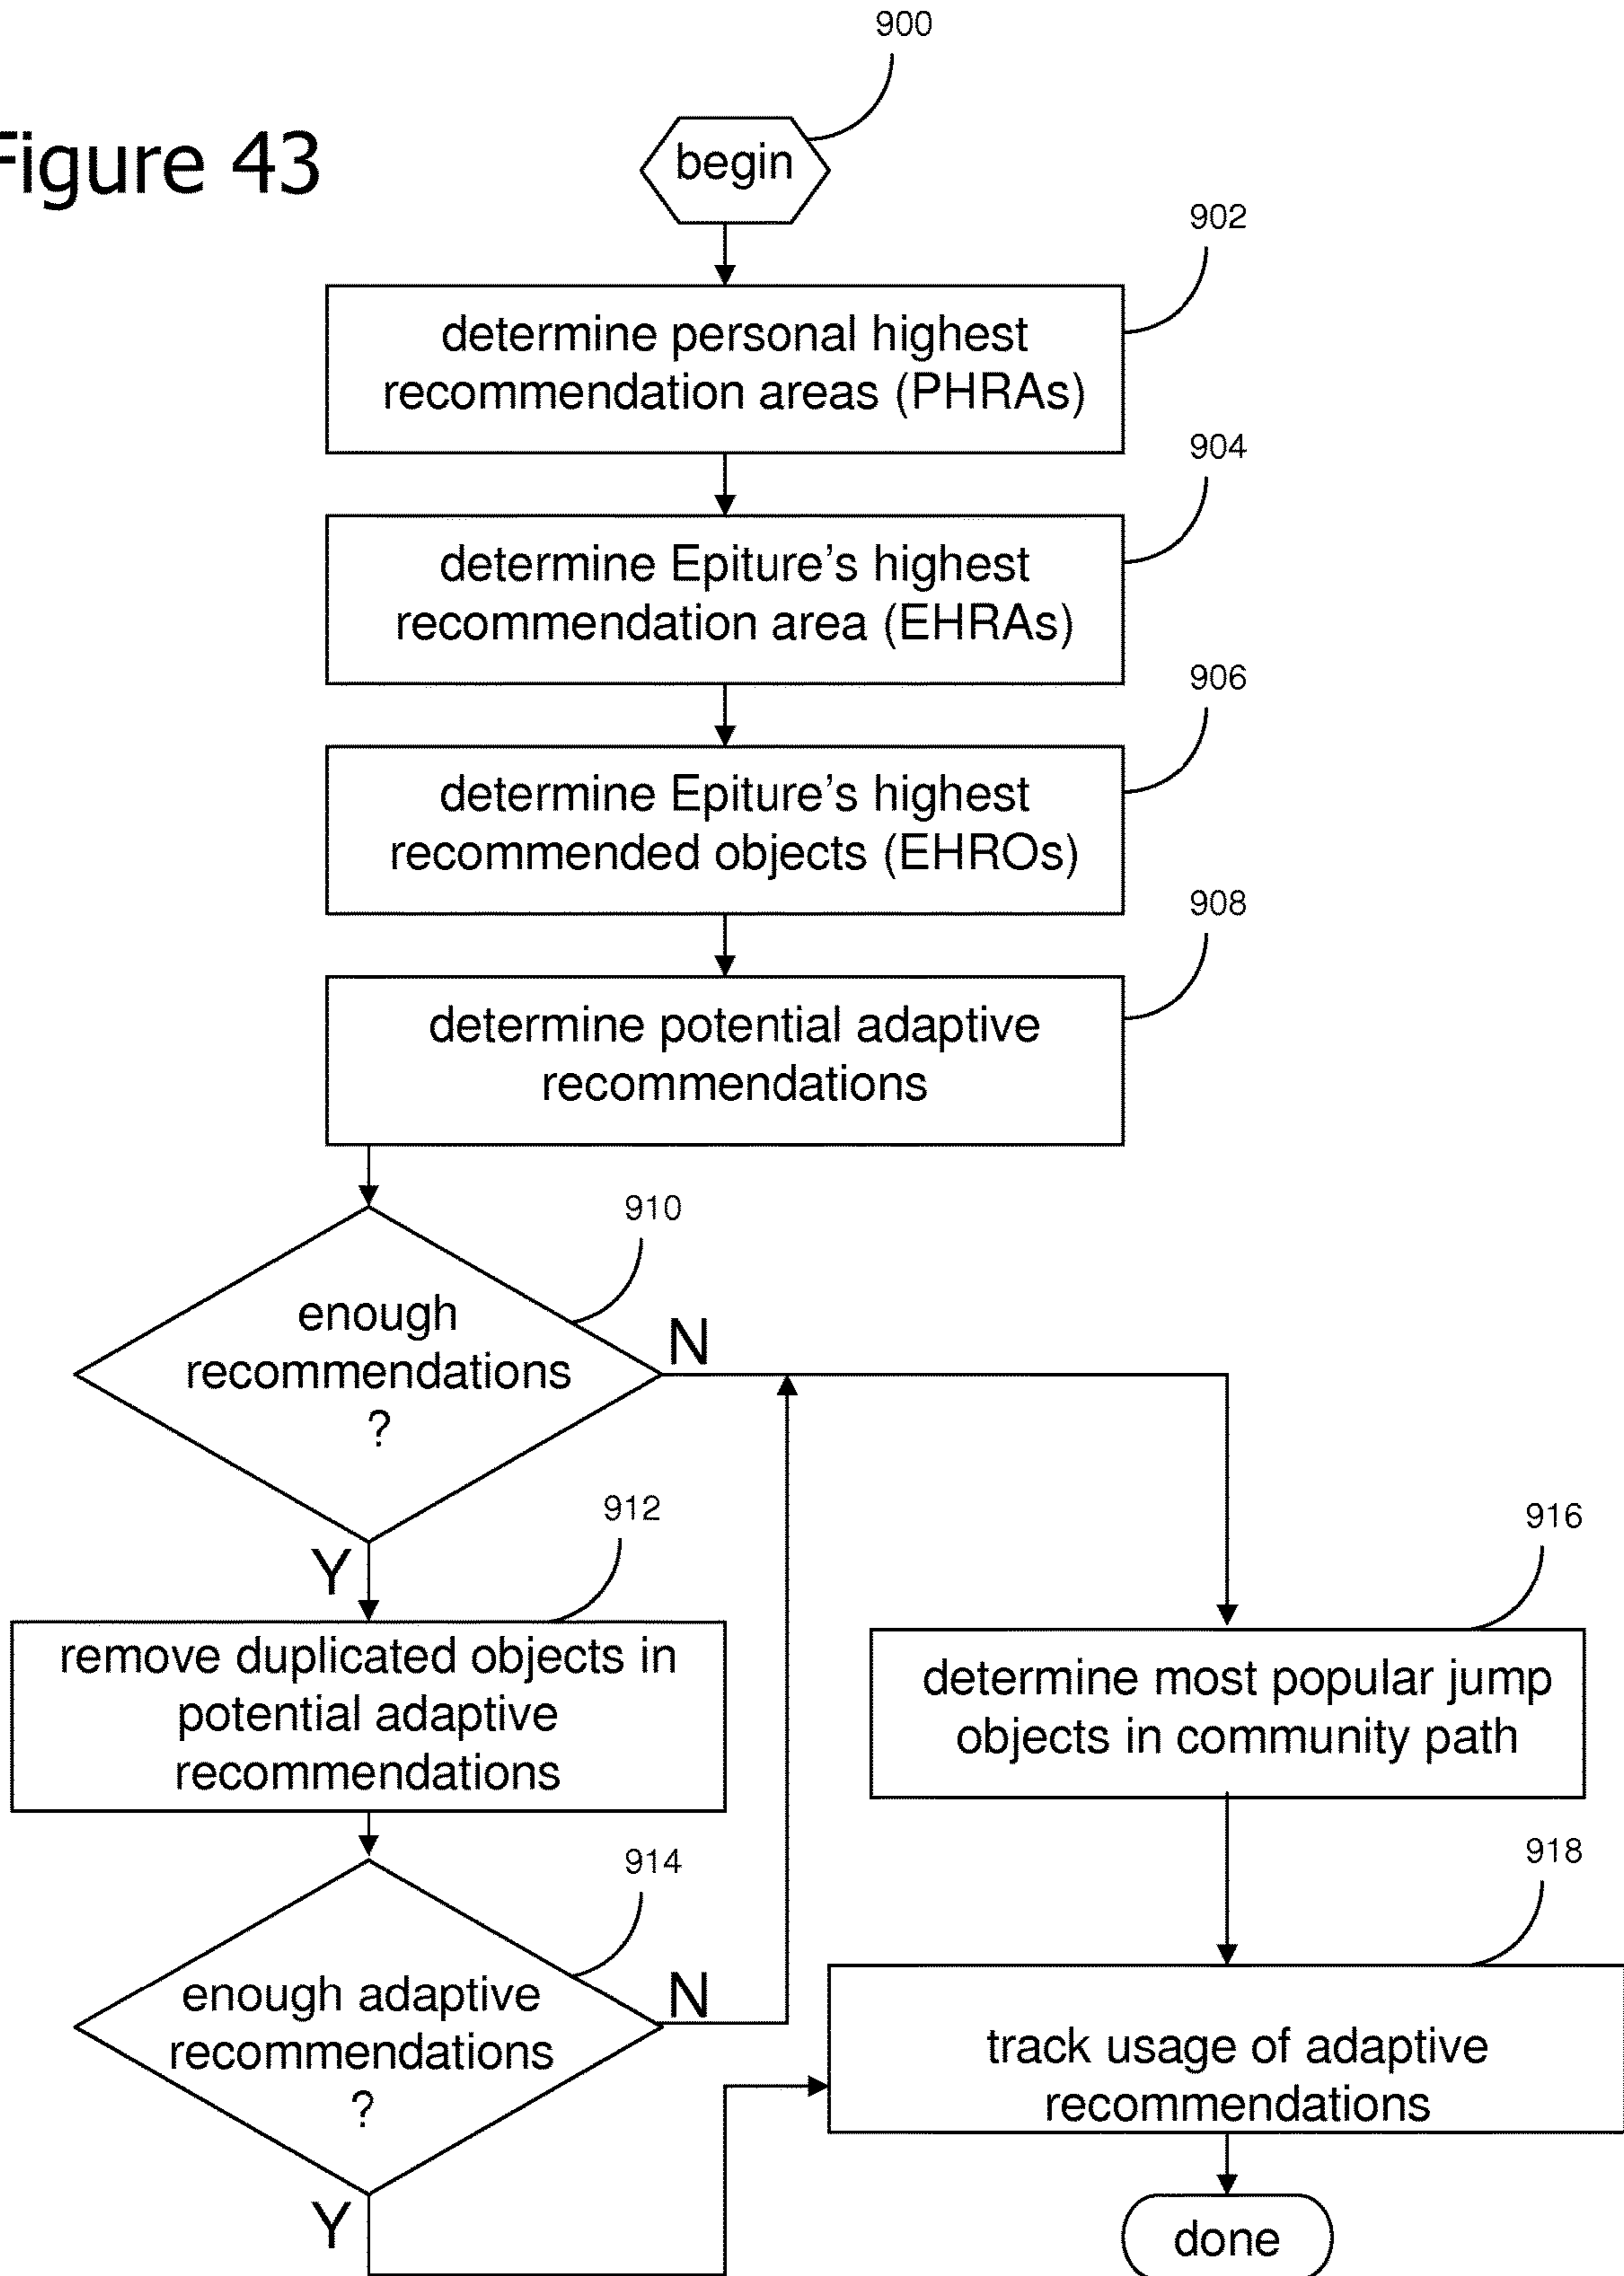 900
Figure 43
begin
902
determine personal highest
recommendation areas (PHRAs)
904
determine Epiture's highest
recommendation area (EHRAs)
906
determine Epiture's highest
recommended objects (EHROs)
908
determine potential adaptive
recommendations
910
enough
recommendations
?
N
Y
912
remove duplicated objects in
potential adaptive
recommendations
916
determine most popular jump
objects in community path
914
enough adaptive
recommendations
?
N
Y
918
track usage of adaptive
recommendations
done